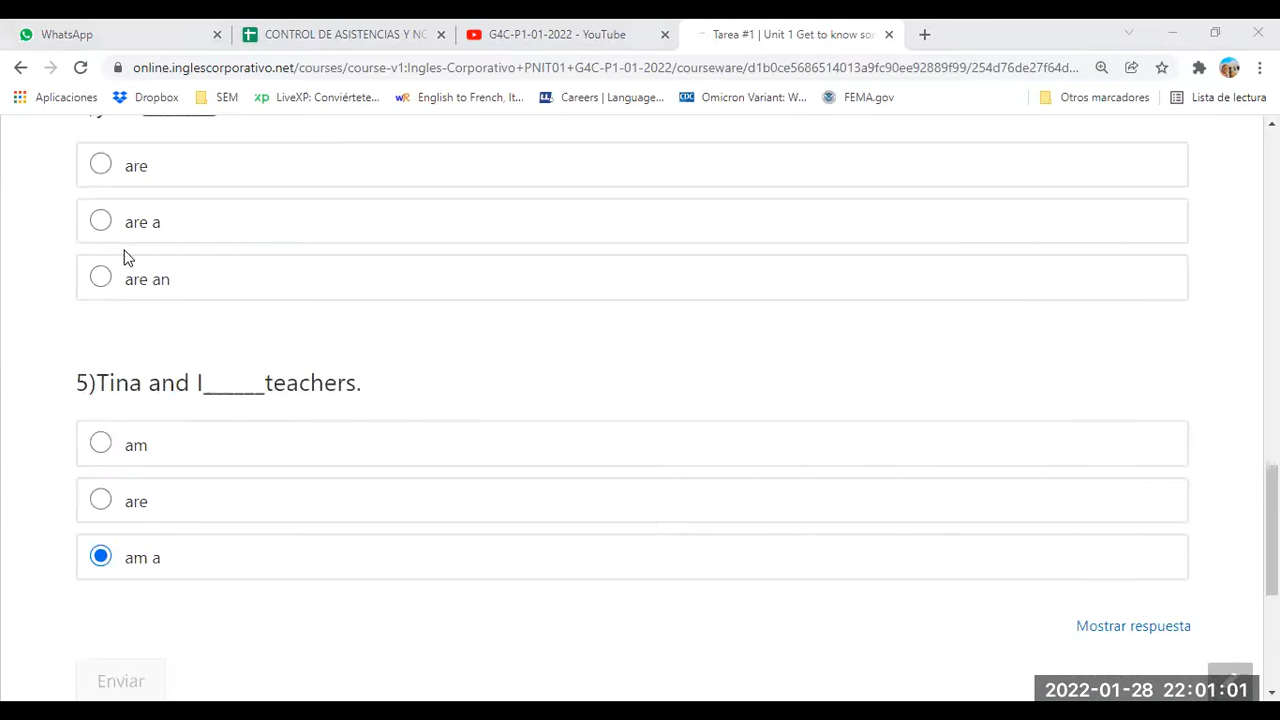 WhatsApp
CONTROL DE ASISTENCIAS Y NC
G4C-P1-01-2022 - YouTube
Tarea #1 | Unit 1 Get to know sor
online.inglescorporativo.net/courses/course-v1:Ingles-Corporativo+PNIT01+G4C-P1-01-2022/courseware/d1b0ce5686514013a9fc90ee92889f99/254d76de27f64d...
Aplicaciones
Dropbox
SEM
LiveXP: Conviértete...
English to French, It...
Careers | Language...
Omicron Variant: W...
FEMA.gov
Otros marcadores
Lista de lectura
are
are a
are an
5)Tina and I______teachers.
am
are
am a
Mostrar respuesta
Enviar
2022-01-28 22:01:01